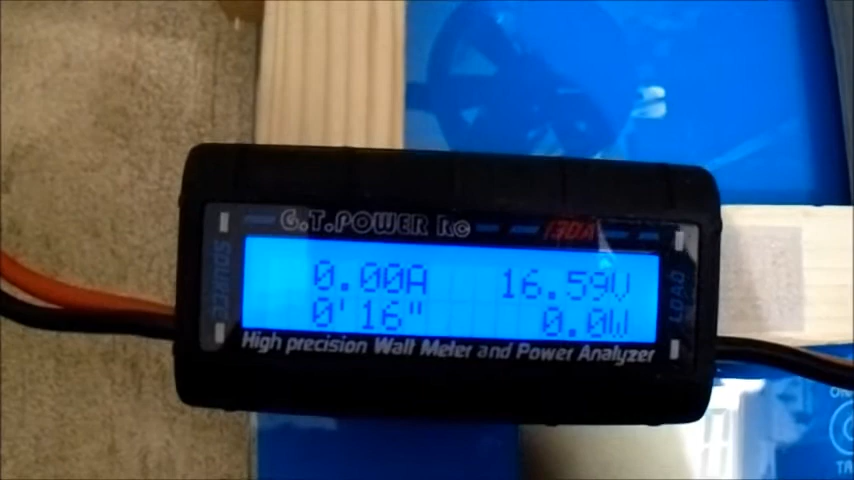 G.T.POWER RC 130A
SOURCE
0.00A 16.59V
0'16" 0.0W
LOAD
High precision Watt Meter and Power Analyzer